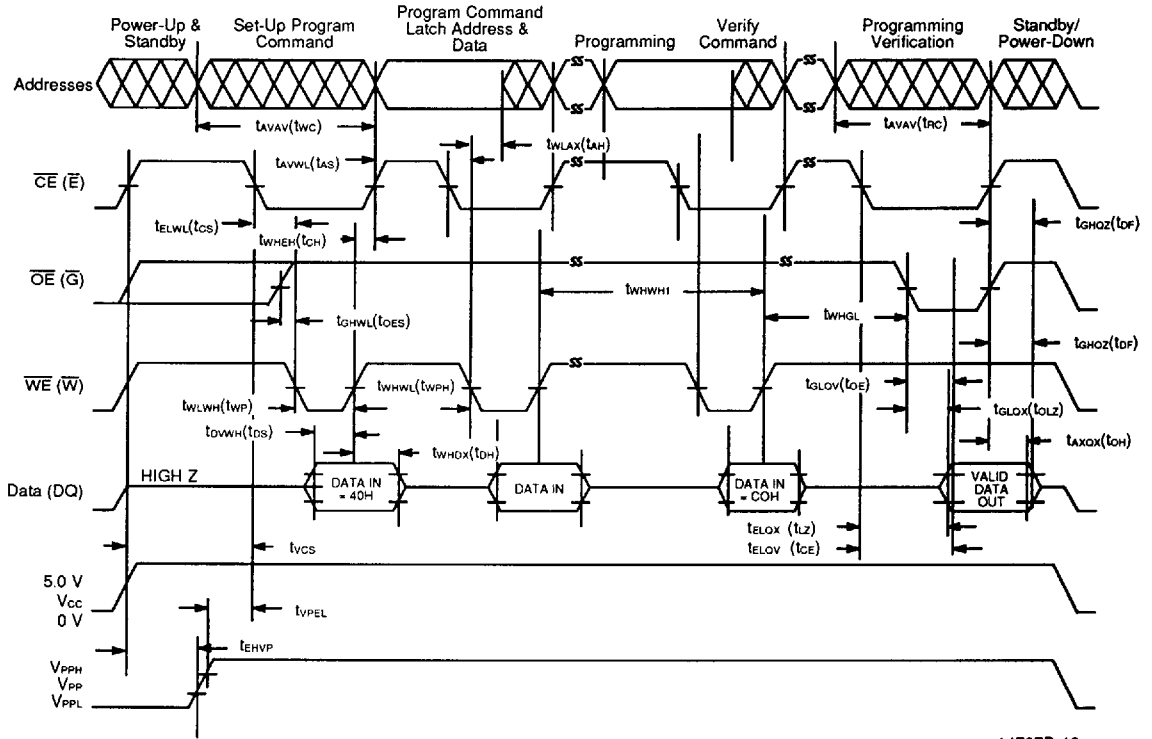 Power-Up &
Standby
Set-Up Program
Command
Program Command
Latch Address &
Data
Programming
Verify
Command
Programming
Verification
Standby/
Power-Down
Addresses
tAVAV(tWC)
tWLAX(tAH)
tAVAV(tRC)
tAVWL(tAS)
CE (E)
tELWL(tCS)
tWHEH(tCH)
tGHQZ(tDF)
OE (G)
tWHWH1
tWHGL
tGHWL(tOES)
tGHQZ(tDF)
WE (W)
tWHWL(tWPH)
tGLQV(tOE)
tWLWH(tWP)
tGLQX(tOLZ)
tDVWH(tDS)
tWHDX(tDH)
tAXQX(tOH)
HIGH Z
Data (DQ)
DATA IN
= 40H
DATA IN
DATA IN
= C0H
VALID
DATA
OUT
tELQX (tLZ)
tELQV (tCE)
tVCS
5.0 V
VCC
0 V
tVPEL
tEHVP
VPPH
VPP
VPPL